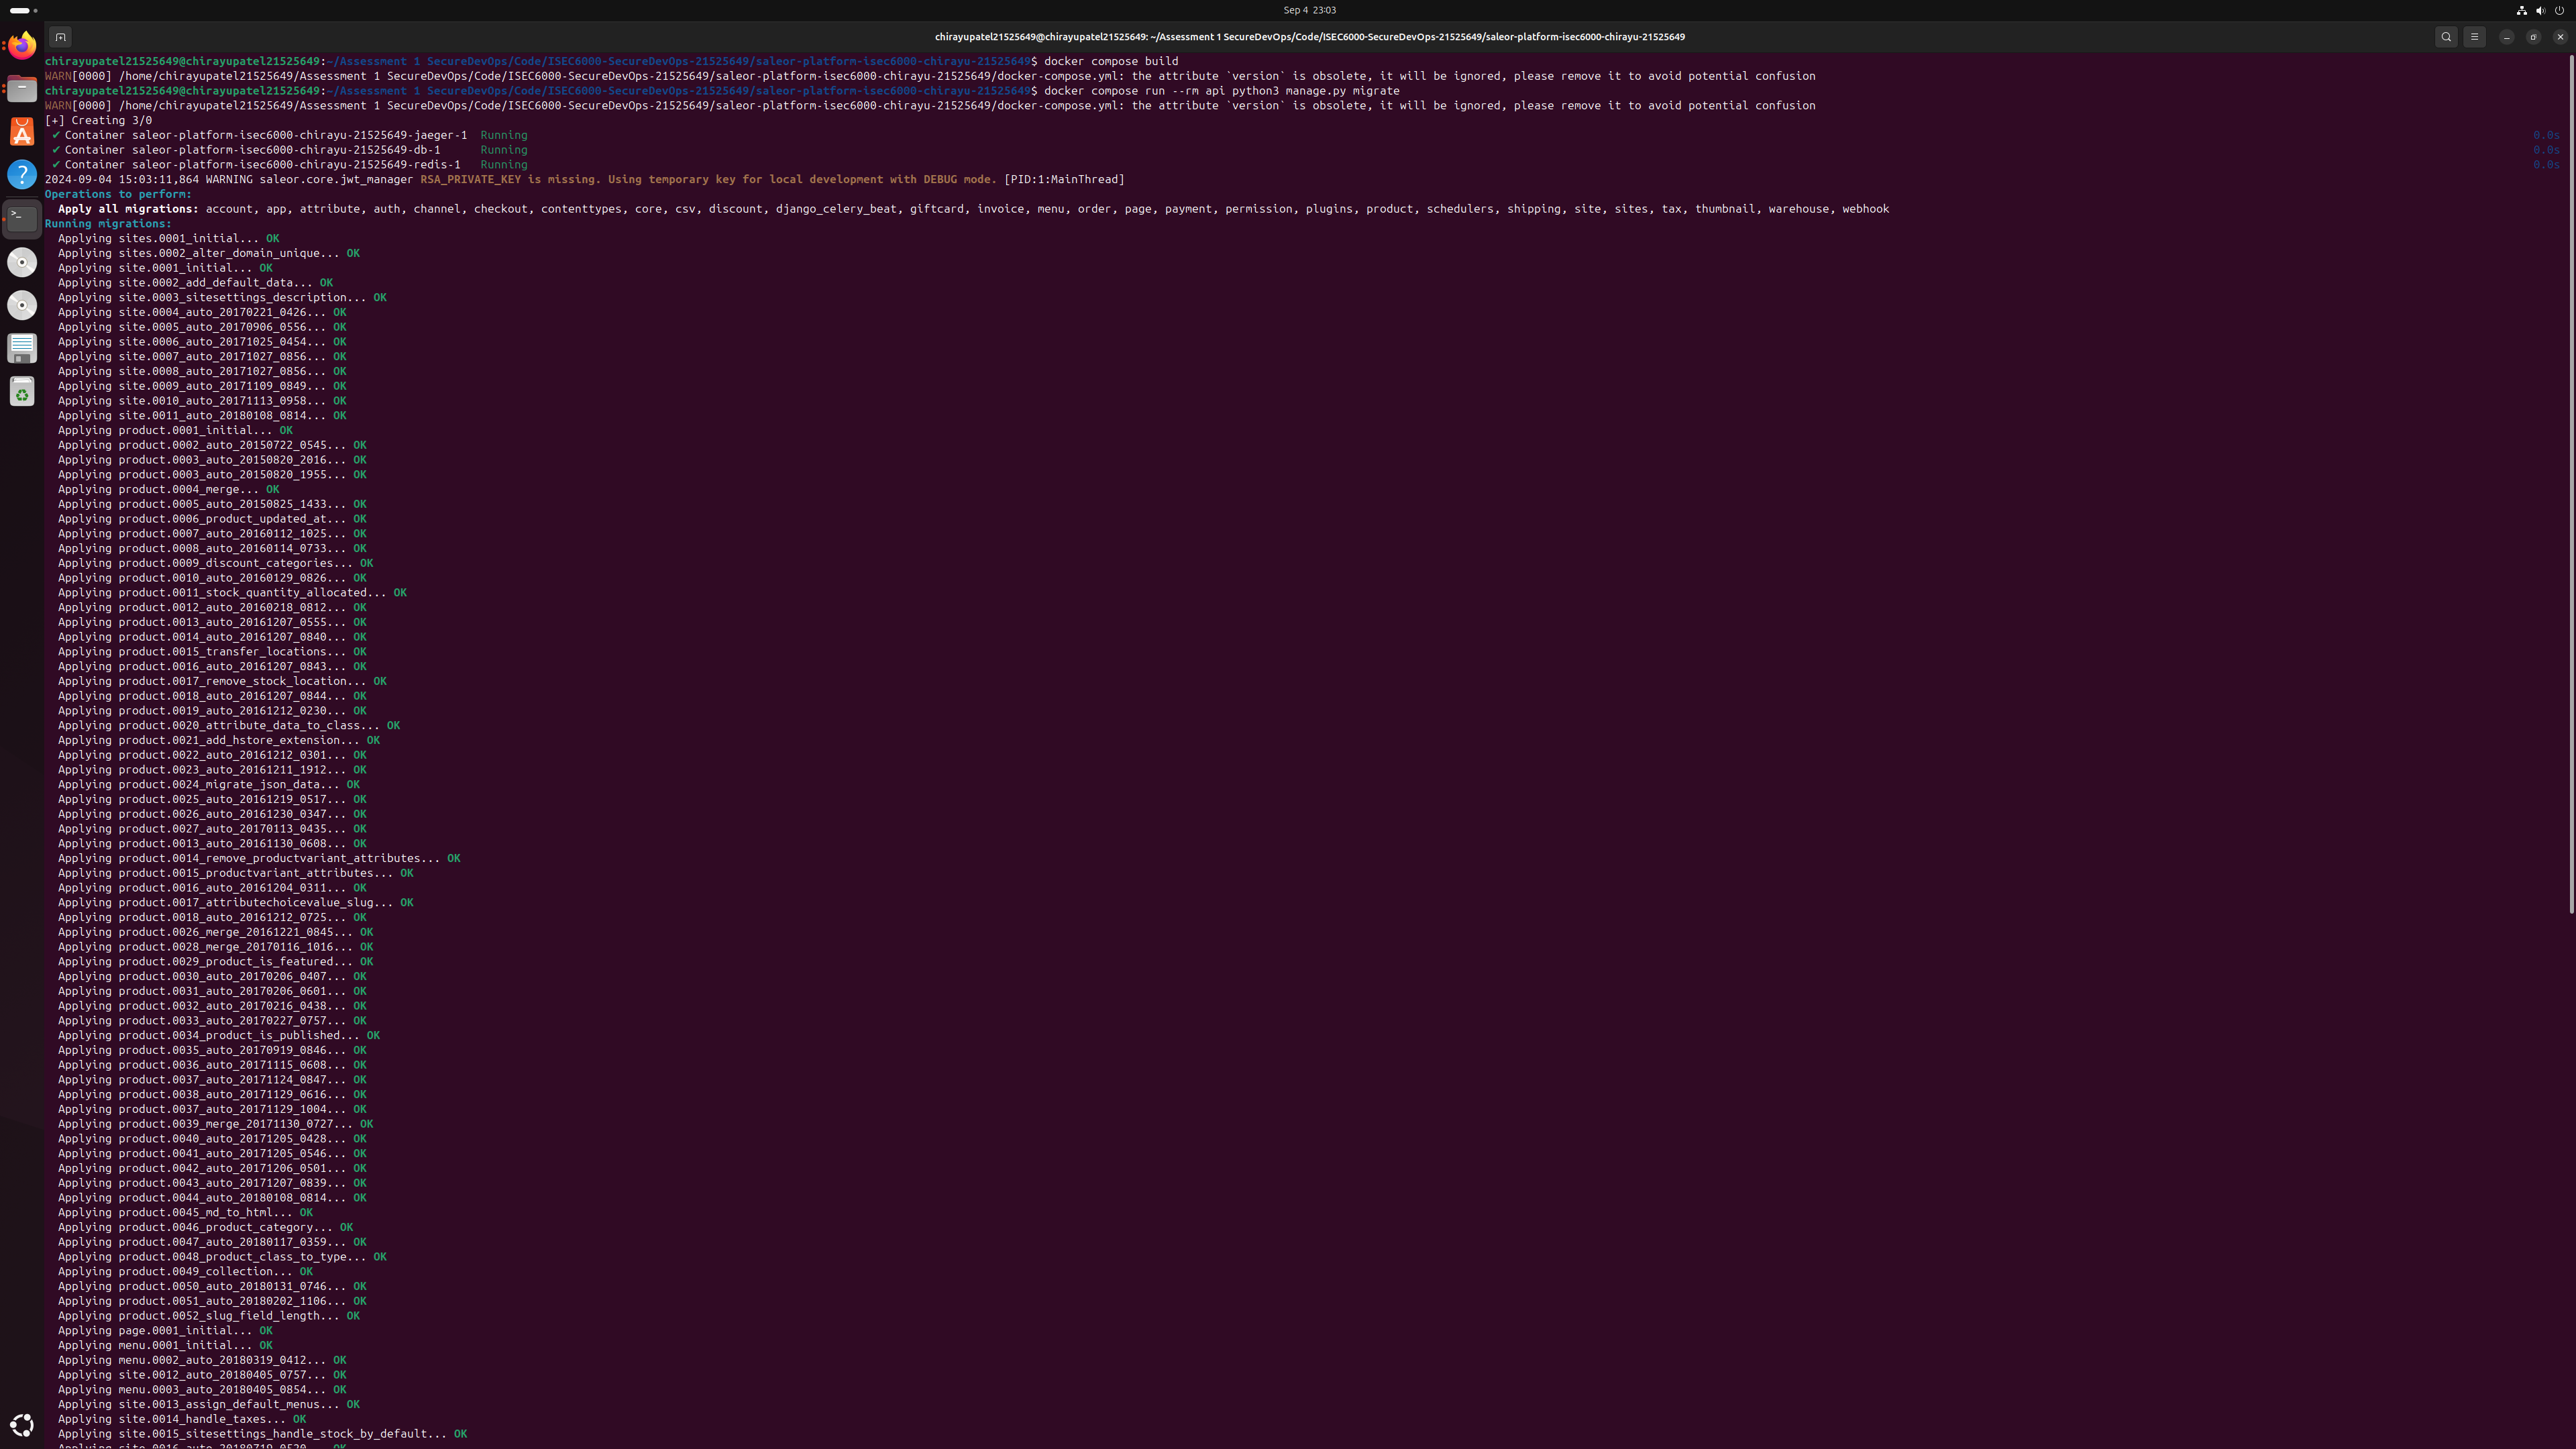 Sep 4 23:03
chirayupatel21525649@chirayupatel21525649: ~/Assessment 1 SecureDevOps/Code/ISEC6000-SecureDevOps-21525649/saleor-platform-isec6000-chirayu-21525649
chirayupatel21525649@chirayupatel21525649:~/Assessment 1 SecureDevOps/Code/ISEC6000-SecureDevOps-21525649/saleor-platform-isec6000-chirayu-21525649$ docker compose build
WARN[0000] /home/chirayupatel21525649/Assessment 1 SecureDevOps/Code/ISEC6000-SecureDevOps-21525649/saleor-platform-isec6000-chirayu-21525649/docker-compose.yml: the attribute `version` is obsolete, it will be ignored, please remove it to avoid potential confusion
chirayupatel21525649@chirayupatel21525649:~/Assessment 1 SecureDevOps/Code/ISEC6000-SecureDevOps-21525649/saleor-platform-isec6000-chirayu-21525649$ docker compose run --rm api python3 manage.py migrate
WARN[0000] /home/chirayupatel21525649/Assessment 1 SecureDevOps/Code/ISEC6000-SecureDevOps-21525649/saleor-platform-isec6000-chirayu-21525649/docker-compose.yml: the attribute `version` is obsolete, it will be ignored, please remove it to avoid potential confusion
[+] Creating 3/0
✔ Container saleor-platform-isec6000-chirayu-21525649-jaeger-1 Running 0.0s
✔ Container saleor-platform-isec6000-chirayu-21525649-db-1 Running 0.0s
✔ Container saleor-platform-isec6000-chirayu-21525649-redis-1 Running 0.0s
2024-09-04 15:03:11,864 WARNING saleor.core.jwt_manager RSA_PRIVATE_KEY is missing. Using temporary key for local development with DEBUG mode. [PID:1:MainThread]
Operations to perform:
Apply all migrations: account, app, attribute, auth, channel, checkout, contenttypes, core, csv, discount, django_celery_beat, giftcard, invoice, menu, order, page, payment, permission, plugins, product, schedulers, shipping, site, sites, tax, thumbnail, warehouse, webhook
Running migrations:
Applying sites.0001_initial... OK
Applying sites.0002_alter_domain_unique... OK
Applying site.0001_initial... OK
Applying site.0002_add_default_data... OK
Applying site.0003_sitesettings_description... OK
Applying site.0004_auto_20170221_0426... OK
Applying site.0005_auto_20170906_0556... OK
Applying site.0006_auto_20171025_0454... OK
Applying site.0007_auto_20171027_0856... OK
Applying site.0008_auto_20171027_0856... OK
Applying site.0009_auto_20171109_0849... OK
Applying site.0010_auto_20171113_0958... OK
Applying site.0011_auto_20180108_0814... OK
Applying product.0001_initial... OK
Applying product.0002_auto_20150722_0545... OK
Applying product.0003_auto_20150820_2016... OK
Applying product.0003_auto_20150820_1955... OK
Applying product.0004_merge... OK
Applying product.0005_auto_20150825_1433... OK
Applying product.0006_product_updated_at... OK
Applying product.0007_auto_20160112_1025... OK
Applying product.0008_auto_20160114_0733... OK
Applying product.0009_discount_categories... OK
Applying product.0010_auto_20160129_0826... OK
Applying product.0011_stock_quantity_allocated... OK
Applying product.0012_auto_20160218_0812... OK
Applying product.0013_auto_20161207_0555... OK
Applying product.0014_auto_20161207_0840... OK
Applying product.0015_transfer_locations... OK
Applying product.0016_auto_20161207_0843... OK
Applying product.0017_remove_stock_location... OK
Applying product.0018_auto_20161207_0844... OK
Applying product.0019_auto_20161212_0230... OK
Applying product.0020_attribute_data_to_class... OK
Applying product.0021_add_hstore_extension... OK
Applying product.0022_auto_20161212_0301... OK
Applying product.0023_auto_20161211_1912... OK
Applying product.0024_migrate_json_data... OK
Applying product.0025_auto_20161219_0517... OK
Applying product.0026_auto_20161230_0347... OK
Applying product.0027_auto_20170113_0435... OK
Applying product.0013_auto_20161130_0608... OK
Applying product.0014_remove_productvariant_attributes... OK
Applying product.0015_productvariant_attributes... OK
Applying product.0016_auto_20161204_0311... OK
Applying product.0017_attributechoicevalue_slug... OK
Applying product.0018_auto_20161212_0725... OK
Applying product.0026_merge_20161221_0845... OK
Applying product.0028_merge_20170116_1016... OK
Applying product.0029_product_is_featured... OK
Applying product.0030_auto_20170206_0407... OK
Applying product.0031_auto_20170206_0601... OK
Applying product.0032_auto_20170216_0438... OK
Applying product.0033_auto_20170227_0757... OK
Applying product.0034_product_is_published... OK
Applying product.0035_auto_20170919_0846... OK
Applying product.0036_auto_20171115_0608... OK
Applying product.0037_auto_20171124_0847... OK
Applying product.0038_auto_20171129_0616... OK
Applying product.0037_auto_20171129_1004... OK
Applying product.0039_merge_20171130_0727... OK
Applying product.0040_auto_20171205_0428... OK
Applying product.0041_auto_20171205_0546... OK
Applying product.0042_auto_20171206_0501... OK
Applying product.0043_auto_20171207_0839... OK
Applying product.0044_auto_20180108_0814... OK
Applying product.0045_md_to_html... OK
Applying product.0046_product_category... OK
Applying product.0047_auto_20180117_0359... OK
Applying product.0048_product_class_to_type... OK
Applying product.0049_collection... OK
Applying product.0050_auto_20180131_0746... OK
Applying product.0051_auto_20180202_1106... OK
Applying product.0052_slug_field_length... OK
Applying page.0001_initial... OK
Applying menu.0001_initial... OK
Applying menu.0002_auto_20180319_0412... OK
Applying site.0012_auto_20180405_0757... OK
Applying menu.0003_auto_20180405_0854... OK
Applying site.0013_assign_default_menus... OK
Applying site.0014_handle_taxes... OK
Applying site.0015_sitesettings_handle_stock_by_default... OK
Applying site.0016_auto_20180719_0520... OK